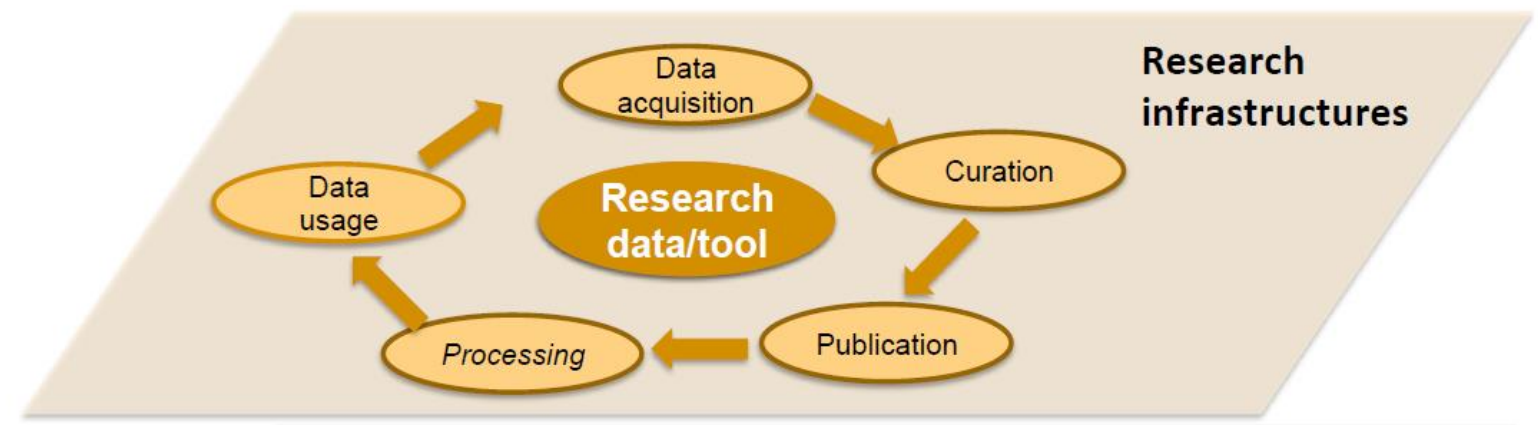 Research
infrastructures
Data
acquisition
Curation
Publication
Processing
Data
usage
Research
data/tool